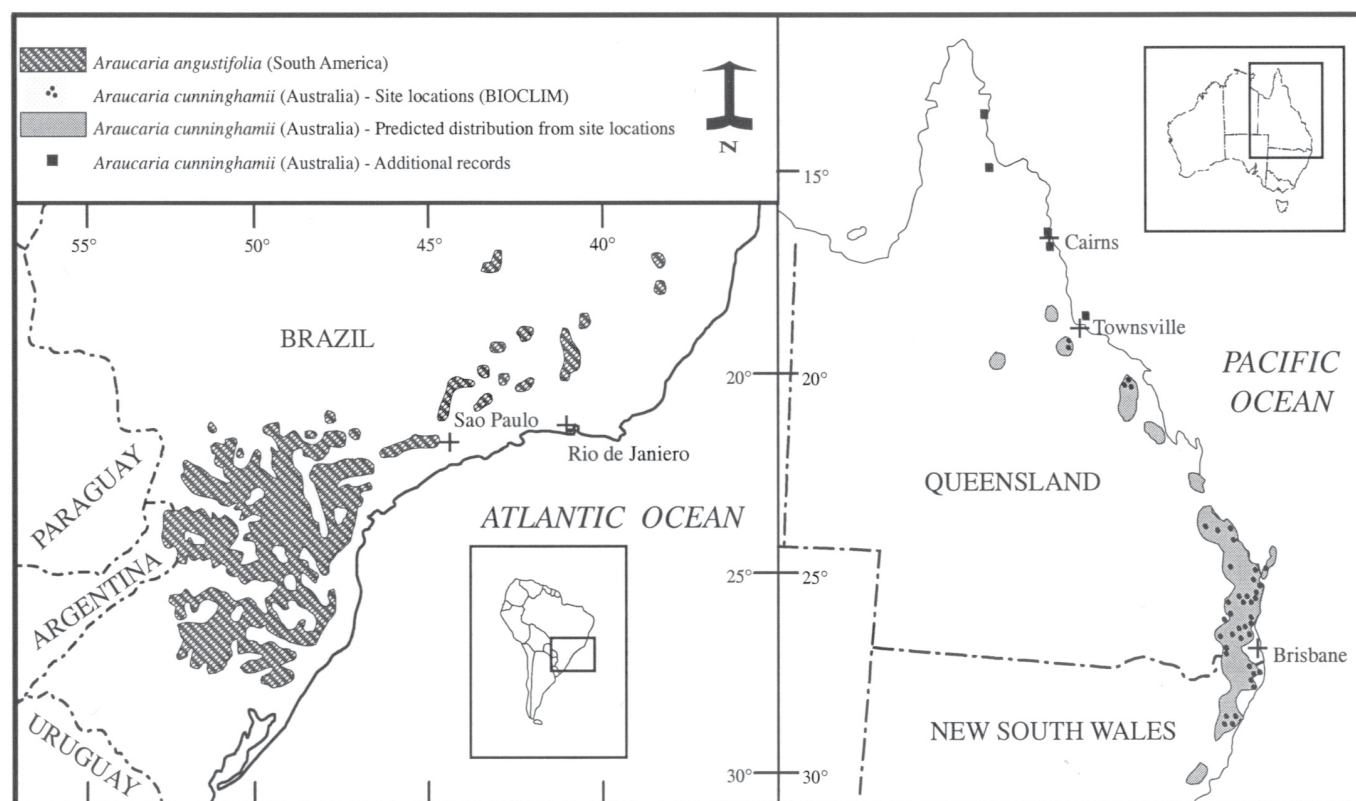 Araucaria angustifolia (South America)
Araucaria cunninghamii (Australia) - Site locations (BIOCLIM)
Araucaria cunninghamii (Australia) - Predicted distribution from site locations
Araucaria cunninghamii (Australia) - Additional records
N
55° 50° 45° 40°
BRAZIL
Sao Paulo
Rio de Janiero
PARAGUAY
ARGENTINA
URUGUAY
ATLANTIC OCEAN
15°
20° 20°
25° 25°
30° 30°
Cairns
Townsville
PACIFIC
OCEAN
QUEENSLAND
Brisbane
NEW SOUTH WALES